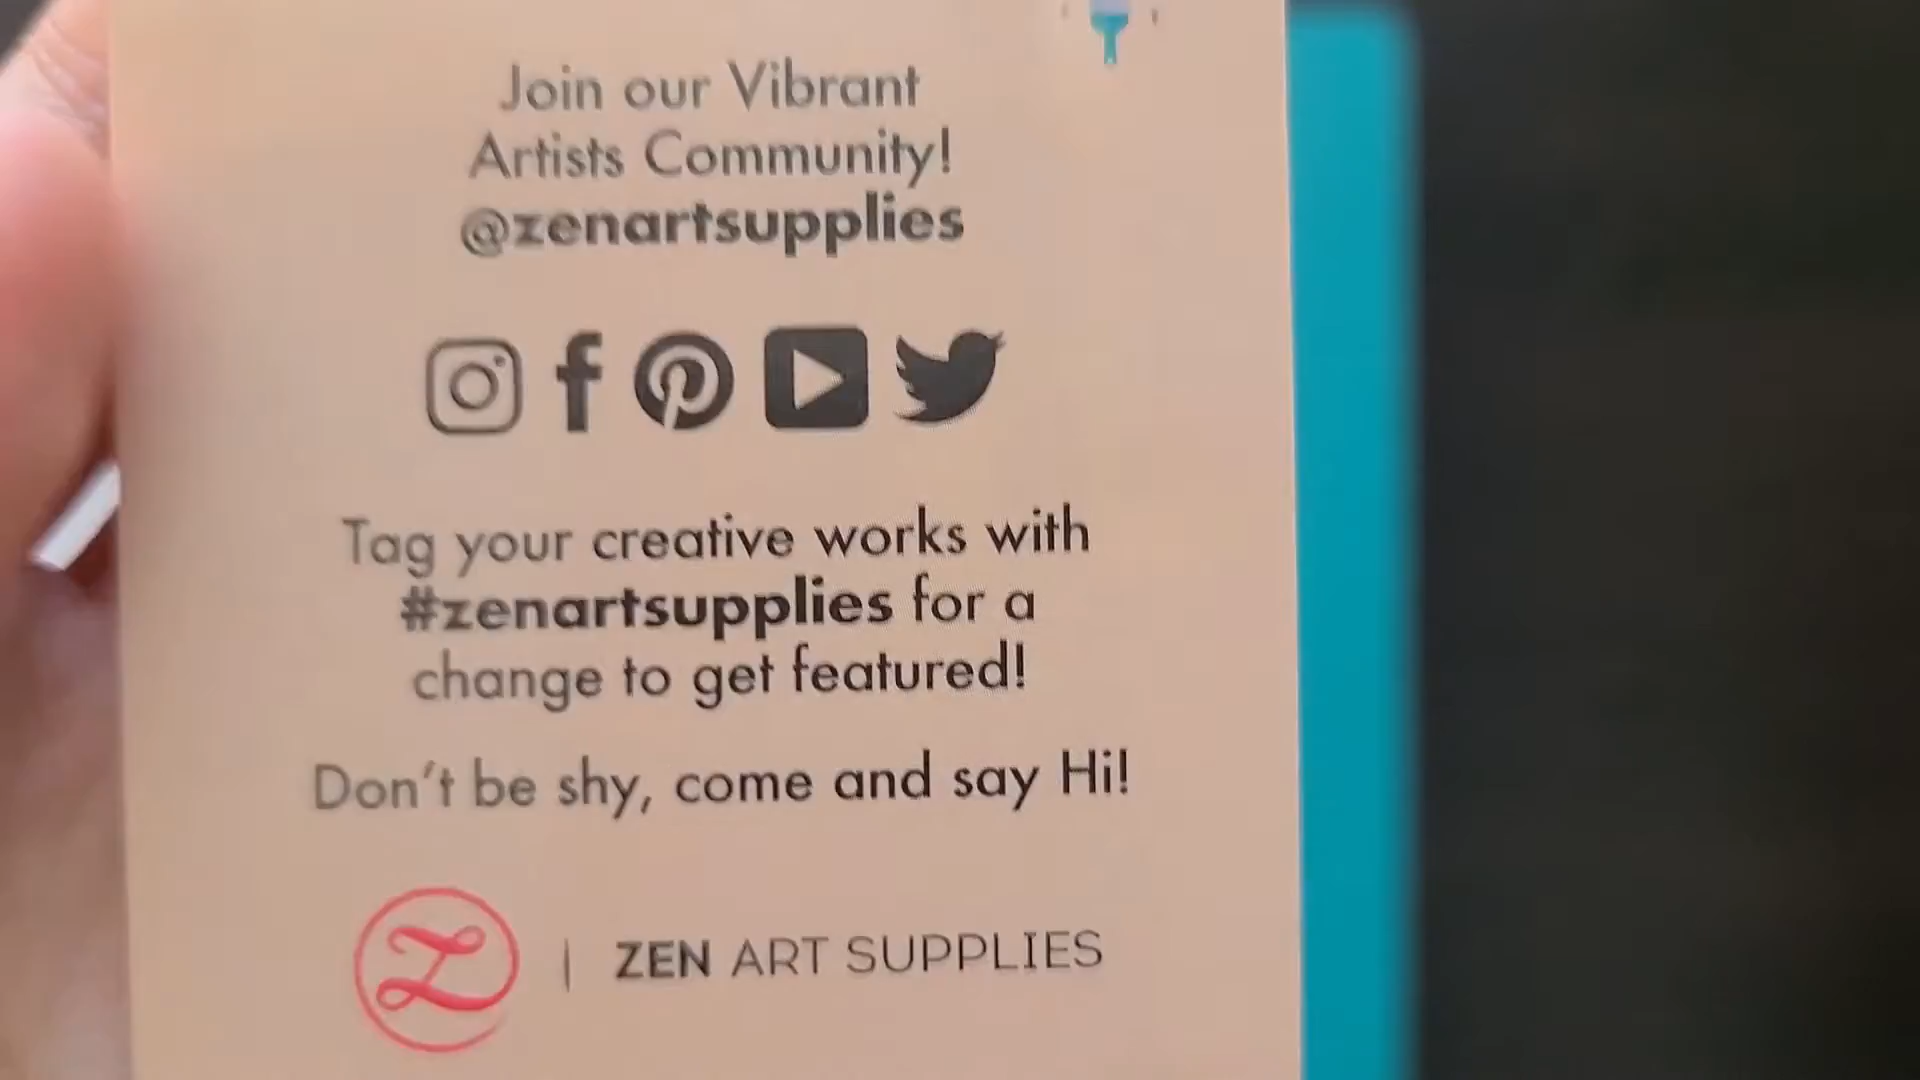 Join our Vibrant
Artists Community!
@zenartsupplies
Tag your creative works with
#zenartsupplies for a
change to get featured!
Don't be shy, come and say Hi!
Z | ZEN ART SUPPLIES